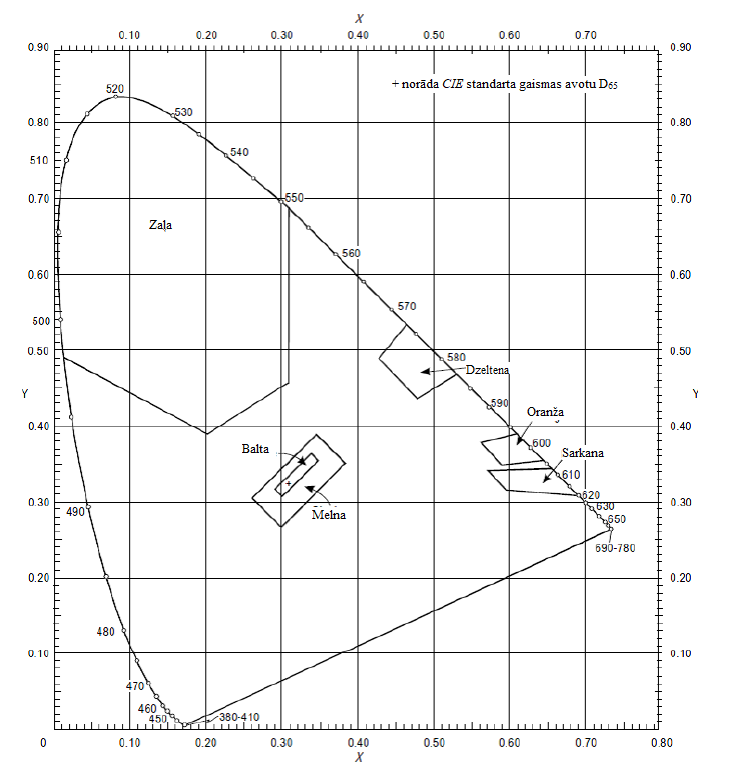 X
0.10 0.20 0.30 0.40 0.50 0.60 0.70
0.90 0.90
+ norāda CIE standarta gaismas avotu D65
520
530
0.80 0.80
540
510
550
0.70 0.70
Zaļa
560
0.60 0.60
570
500
0.50 580 0.50
Dzeltena
Y Y
590
Oranža
0.40 0.40
600
Balta Sarkana
610
620
0.30 0.30
630
490 Melna 650
690-780
0.20 0.20
480
0.10 0.10
470
460
450 380-410
0 0.10 0.20 0.30 0.40 0.50 0.60 0.70 0.80
X